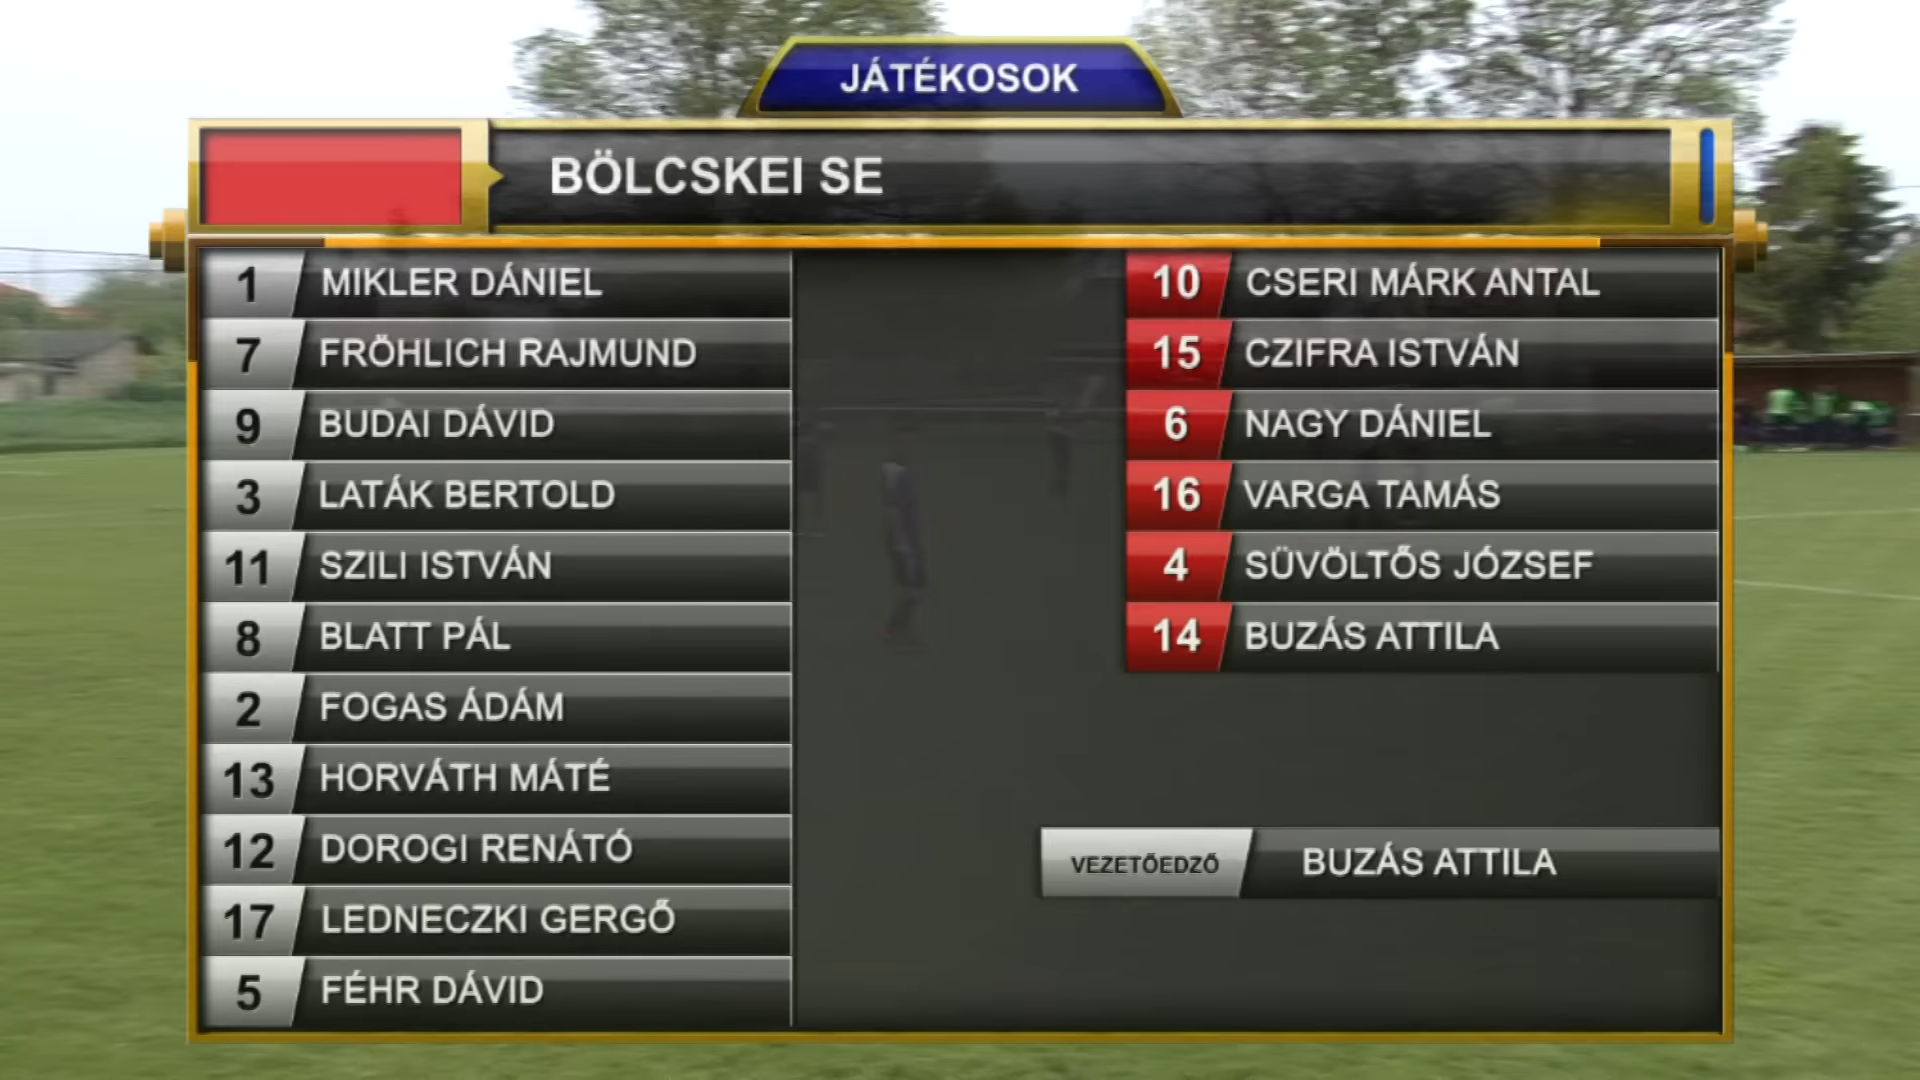 JÁTÉKOSOK
BÖLCSKEI SE
1 MIKLER DÁNIEL
7 FRÖHLICH RAJMUND
9 BUDAI DÁVID
3 LATÁK BERTOLD
11 SZILI ISTVÁN
8 BLATT PÁL
2 FOGAS ÁDÁM
13 HORVÁTH MÁTÉ
12 DOROGI RENÁTÓ
17 LEDNECZKI GERGŐ
5 FÉHR DÁVID
10 CSERI MÁRK ANTAL
15 CZIFRA ISTVÁN
6 NAGY DÁNIEL
16 VARGA TAMÁS
4 SÜVÖLTŐS JÓZSEF
14 BUZÁS ATTILA
VEZETŐEDZŐ BUZÁS ATTILA